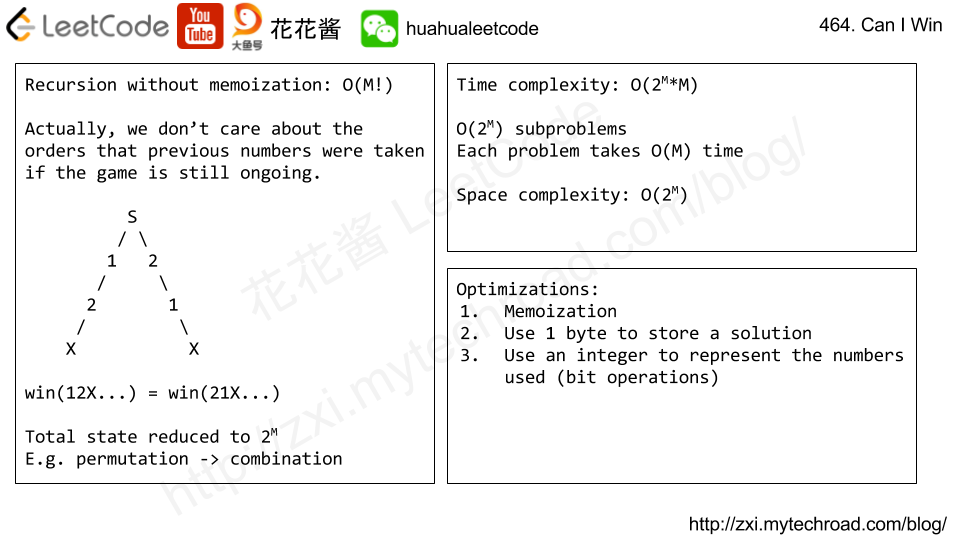 LeetCode
You
Tube
大鱼号
花花酱
huahualeetcode
464. Can I Win
Recursion without memoization: O(M!)
Actually, we don’t care about the
orders that previous numbers were taken
if the game is still ongoing.
S
/ \
1 2
/ \
2 1
/ \
X X
win(12X...) = win(21X...)
Total state reduced to 2ᴹ
E.g. permutation -> combination
Time complexity: O(2ᴹ*M)
O(2ᴹ) subproblems
Each problem takes O(M) time
Space complexity: O(2ᴹ)
Optimizations:
1. Memoization
2. Use 1 byte to store a solution
3. Use an integer to represent the numbers
used (bit operations)
花花酱 LeetCode
http://zxi.mytechroad.com/blog/
http://zxi.mytechroad.com/blog/